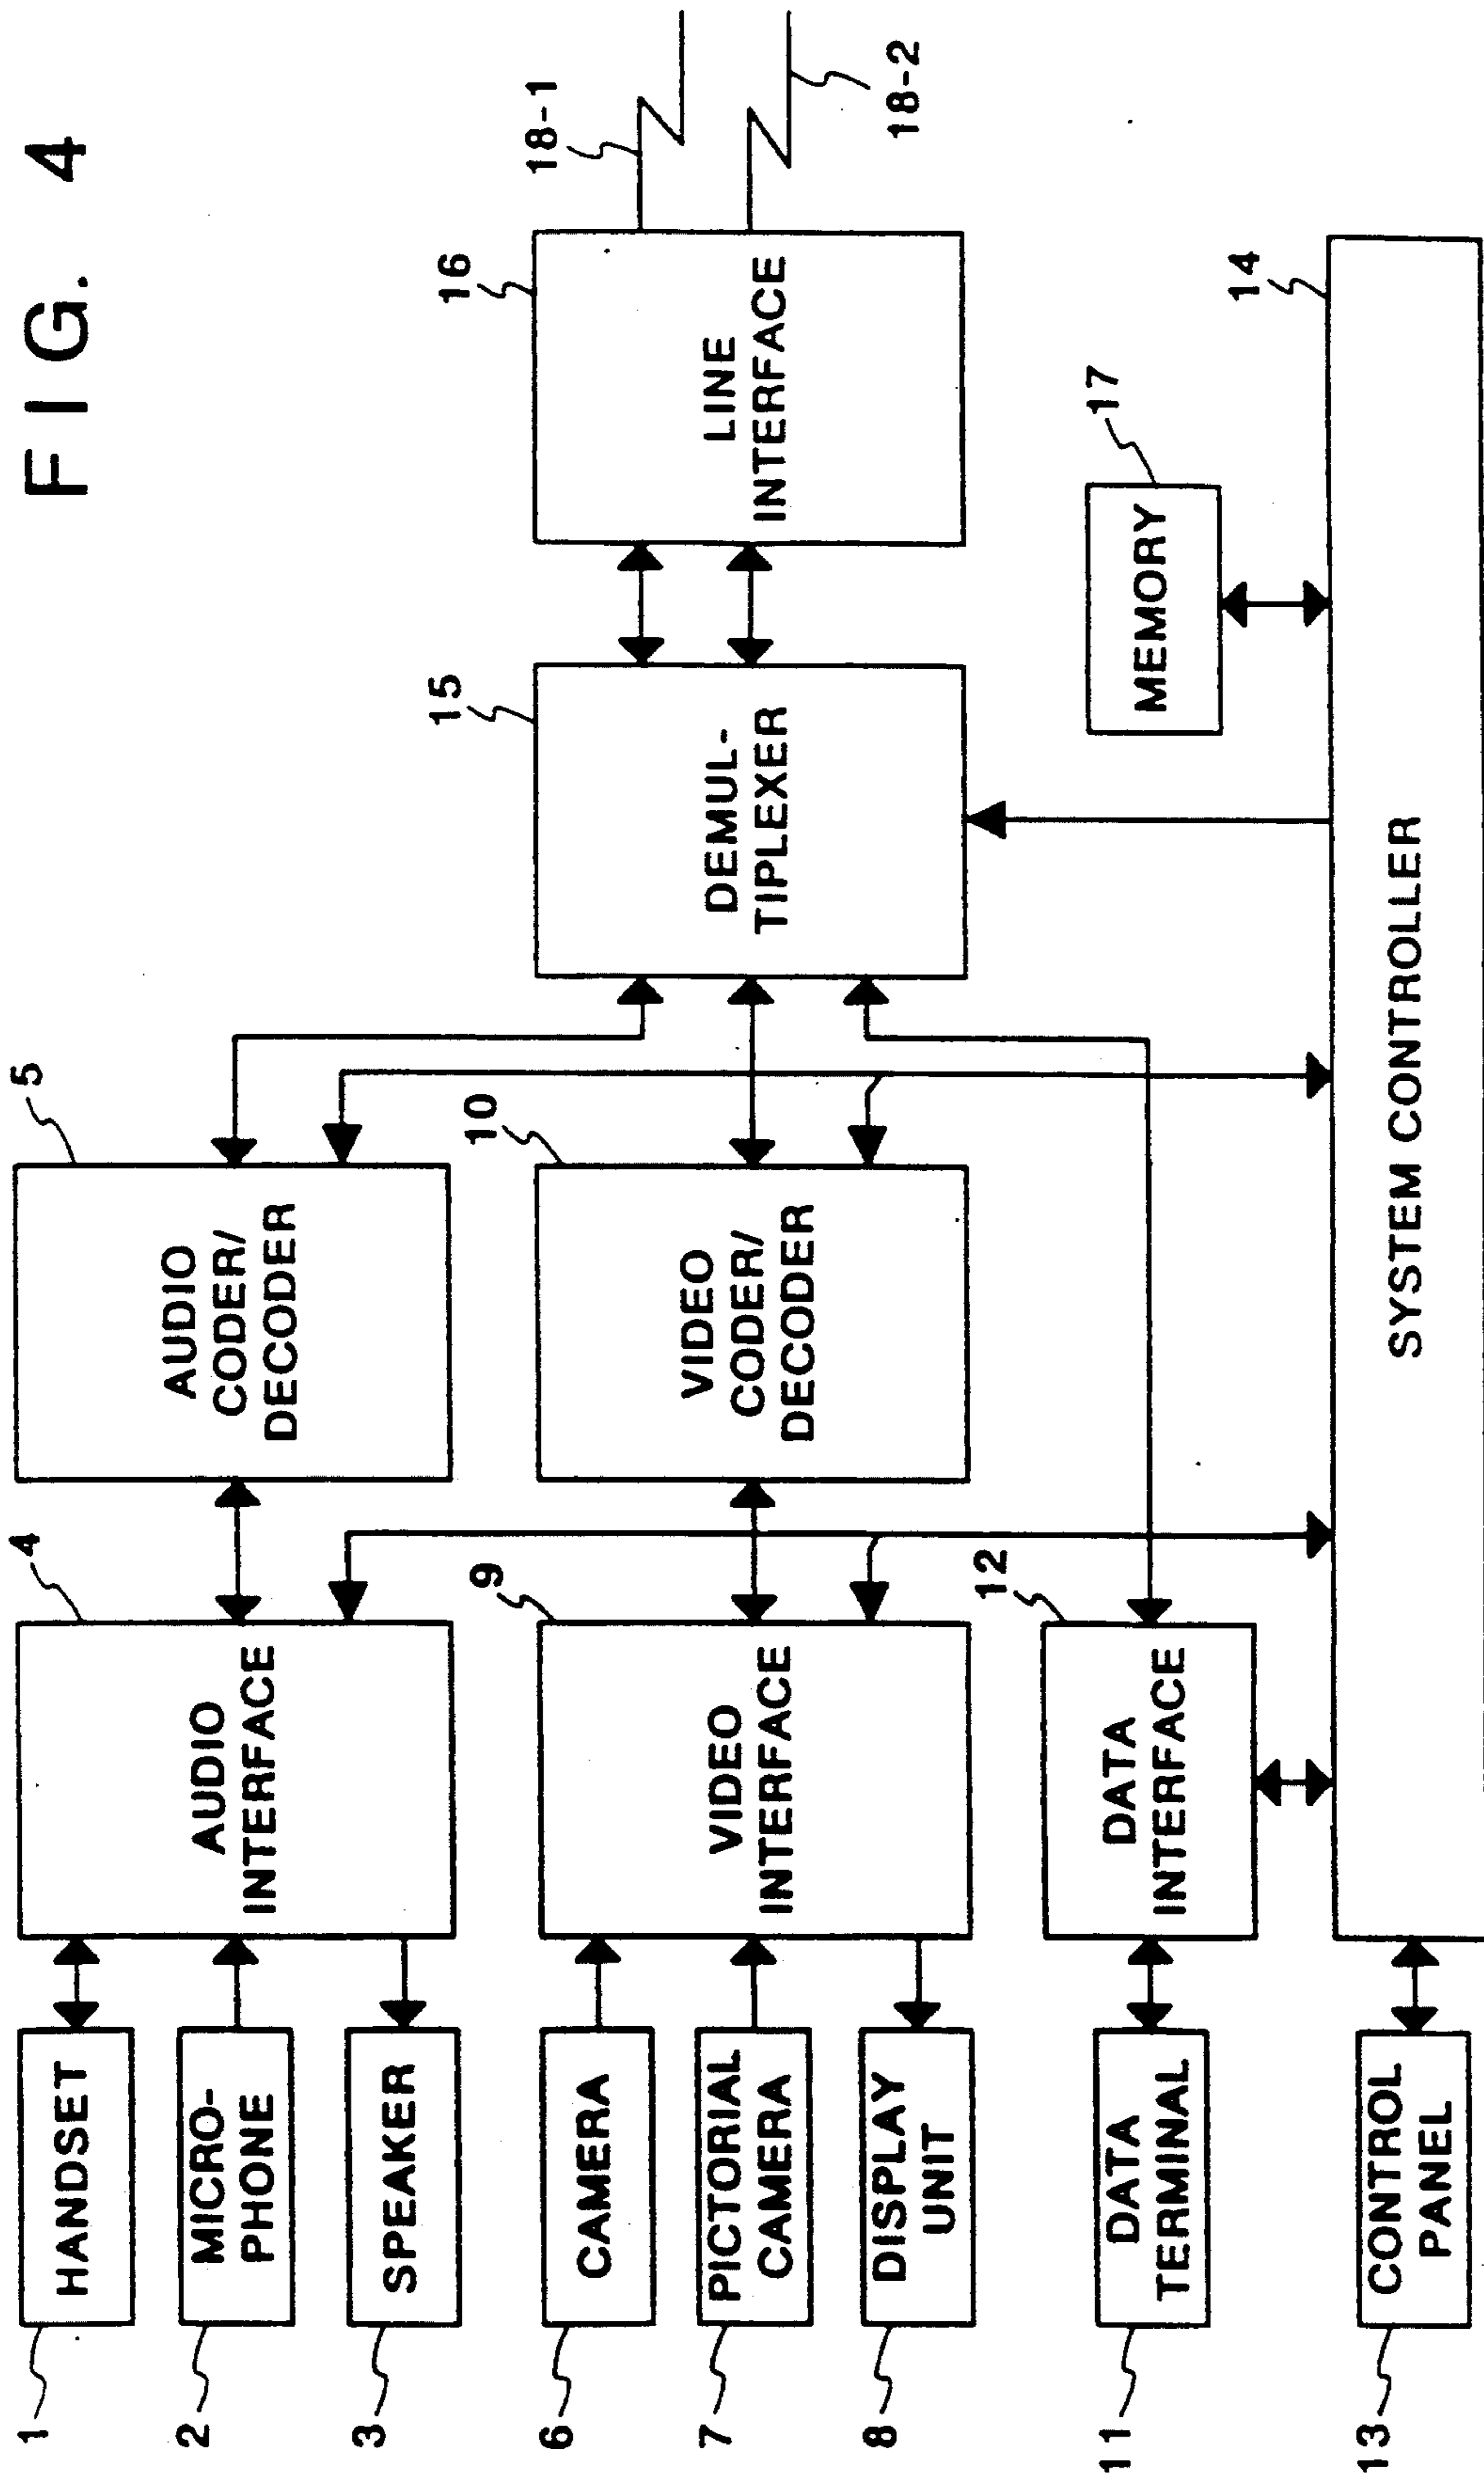 FIG. 4
1
HANDSET
2
MICRO-
PHONE
3
SPEAKER
4
AUDIO
INTERFACE
5
AUDIO
CODER/
DECODER
6
CAMERA
7
PICTORIAL
CAMERA
8
DISPLAY
UNIT
9
VIDEO
INTERFACE
10
VIDEO
CODER/
DECODER
15
DEMUL-
TIPLEXER
16
LINE
INTERFACE
18-1
18-2
11
DATA
TERMINAL
12
DATA
INTERFACE
17
MEMORY
13
CONTROL
PANEL
14
SYSTEM CONTROLLER